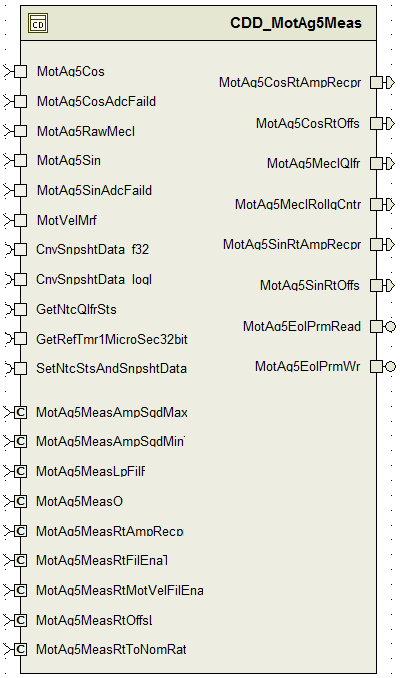 CD
CDD_MotAg5Meas
MotAg5Cos
MotAg5CosAdcFaild
MotAg5RawMecl
MotAg5Sin
MotAg5SinAdcFaild
MotVelMrf
CnvSnpshtData_f32
CnvSnpshtData_logl
GetNtcQlfrSts
GetRefTmr1MicroSec32bit
SetNtcStsAndSnpshtData
C MotAg5MeasAmpSqdMax
C MotAg5MeasAmpSqdMin
C MotAg5MeasLpFilF
C MotAg5MeasO
C MotAg5MeasRtAmpRecp
C MotAg5MeasRtFilEna
C MotAg5MeasRtMotVelFilEna
C MotAg5MeasRtOffsL
C MotAg5MeasRtToNomRat
MotAg5CosRtAmpRecpr
MotAg5CosRtOffs
MotAg5MeclQlfr
MotAg5MeclRollgCntr
MotAg5SinRtAmpRecpr
MotAg5SinRtOffs
MotAg5EolPrmRead
MotAg5EolPrmWr